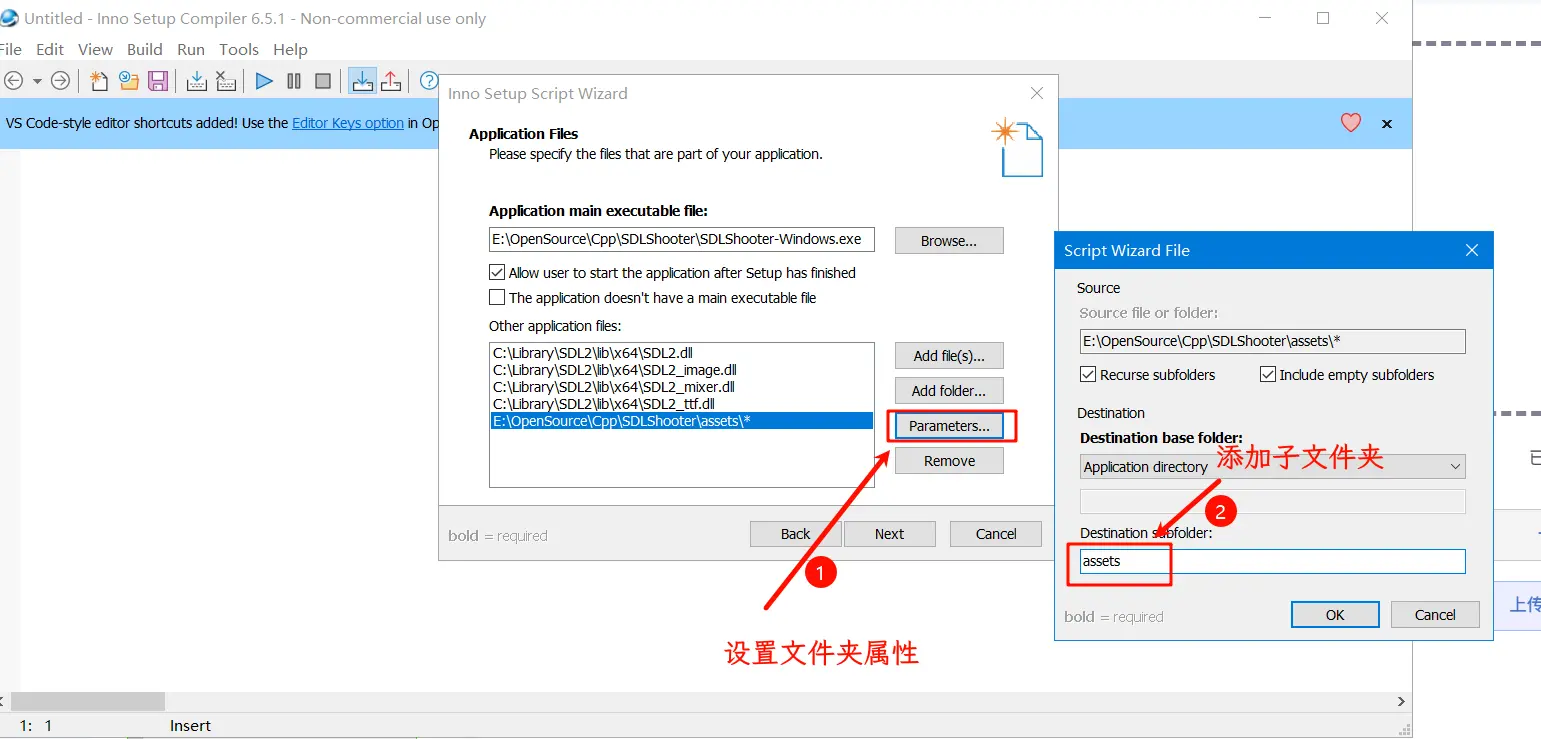 Untitled - Inno Setup Compiler 6.5.1 - Non-commercial use only
File Edit View Build Run Tools Help
VS Code-style editor shortcuts added! Use the Editor Keys option in Op
Inno Setup Script Wizard
Application Files
Please specify the files that are part of your application.
Application main executable file:
E:\OpenSource\Cpp\SDLShooter\SDLShooter-Windows.exe
Browse...
Allow user to start the application after Setup has finished
The application doesn't have a main executable file
Other application files:
C:\Library\SDL2\lib\x64\SDL2.dll
C:\Library\SDL2\lib\x64\SDL2_image.dll
C:\Library\SDL2\lib\x64\SDL2_mixer.dll
C:\Library\SDL2\lib\x64\SDL2_ttf.dll
E:\OpenSource\Cpp\SDLShooter\assets\*
Add file(s)...
Add folder...
Parameters...
Remove
bold = required
Back
Next
Cancel
1
设置文件夹属性
Script Wizard File
Source
Source file or folder:
E:\OpenSource\Cpp\SDLShooter\assets\*
Recurse subfolders
Include empty subfolders
Destination
Destination base folder:
Application directory
添加子文件夹
2
Destination subfolder:
assets
bold = required
OK
Cancel
上传
1: 1
Insert